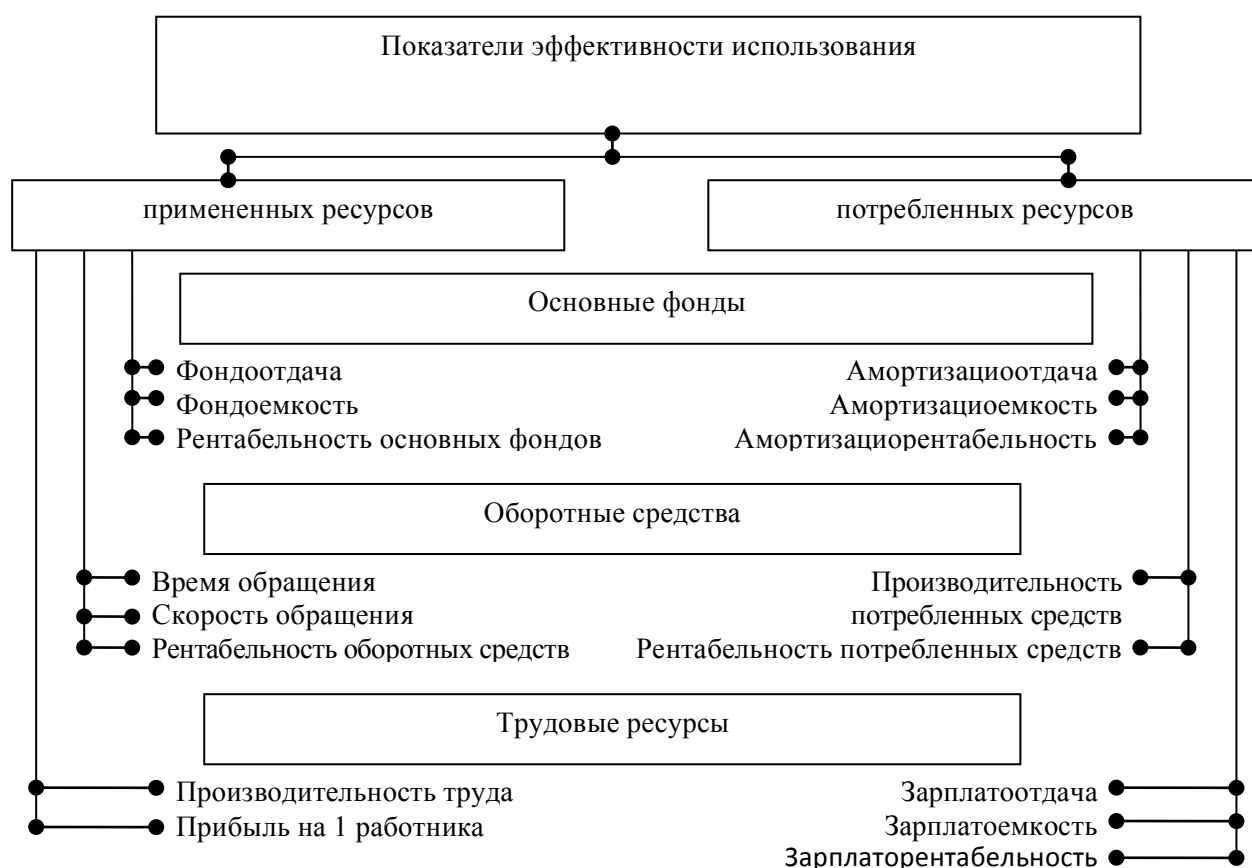 Показатели эффективности использования
примененных ресурсов
потребленных ресурсов
Основные фонды
Фондоотдача
Амортизациоотдача
Фондоемкость
Амортизациоемкость
Рентабельность основных фондов
Амортизациорентабельность
Оборотные средства
Время обращения
Производительность
Скорость обращения
потребленных средств
Рентабельность оборотных средств
Рентабельность потребленных средств
Трудовые ресурсы
Производительность труда
Зарплатоотдача
Прибыль на 1 работника
Зарплатоемкость
Зарплаторентабельность